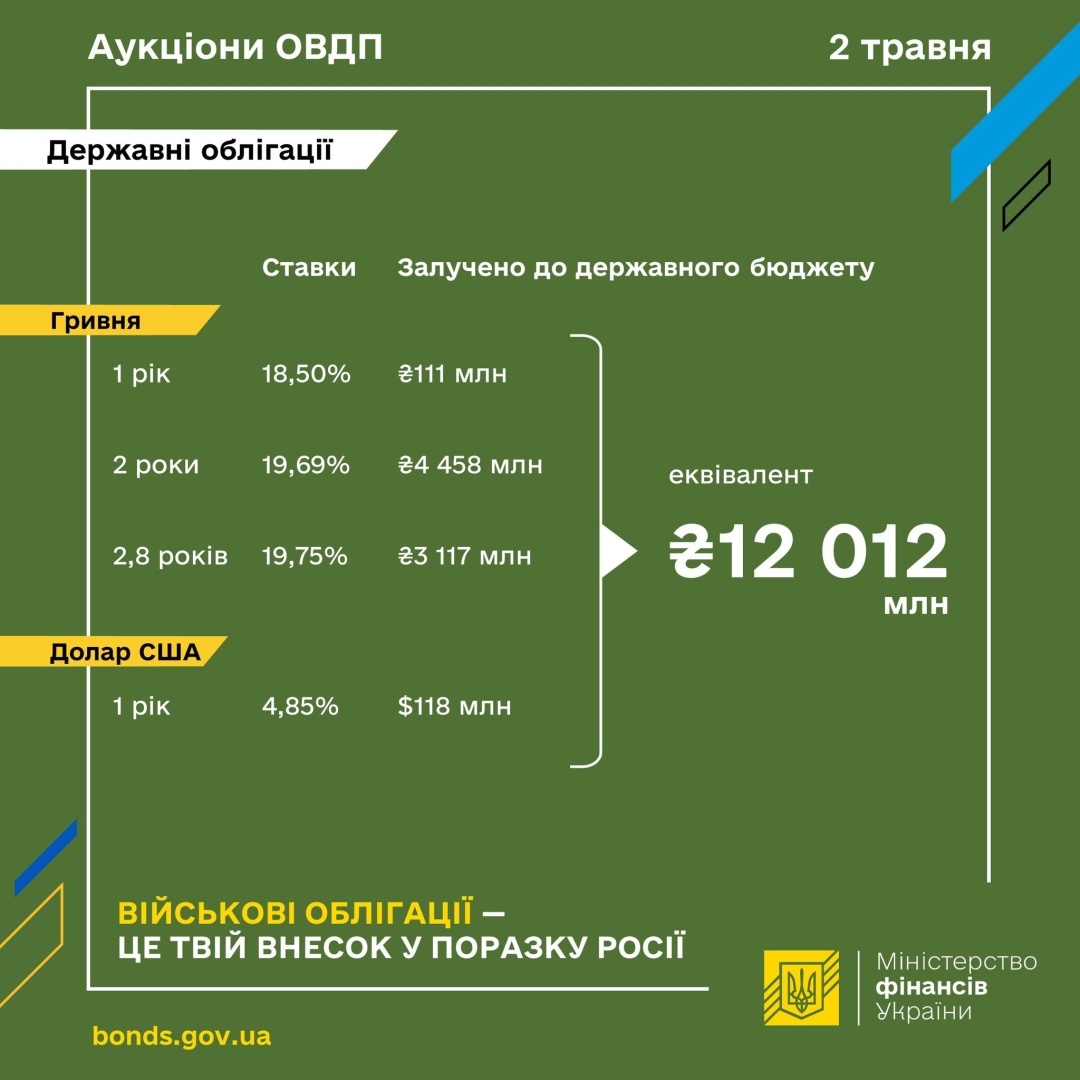 Аукціони ОВДП
2 травня
Державні облігації
Ставки Залучено до державного бюджету
Гривня
1 рік 18,50% ₴111 млн
2 роки 19,69% ₴4 458 млн
2,8 років 19,75% ₴3 117 млн
Долар США
1 рік 4,85% $118 млн
еквівалент
₴12 012
млн
ВІЙСЬКОВІ ОБЛІГАЦІЇ –
ЦЕ ТВІЙ ВНЕСОК У ПОРАЗКУ РОСІЇ
bonds.gov.ua
Міністерство
фінансів
України